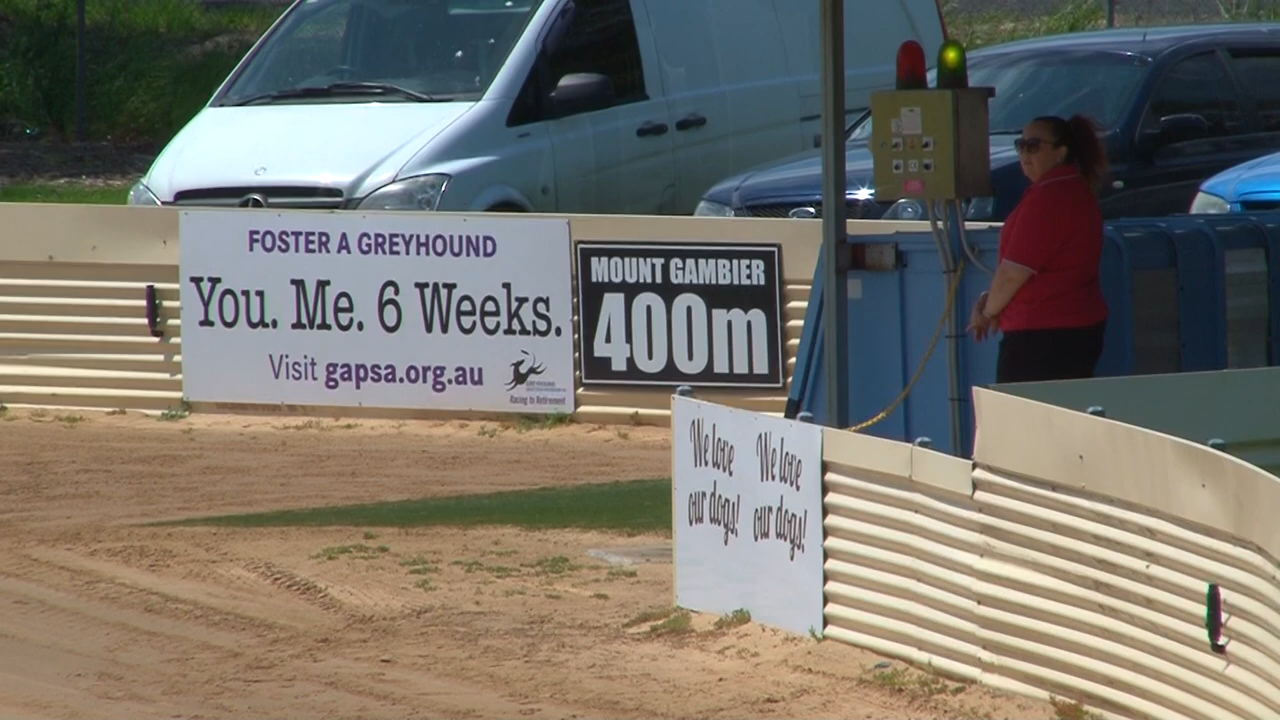 FOSTER A GREYHOUND
You. Me. 6 Weeks.
Visit gapsa.org.au
Racing to Retirement
MOUNT GAMBIER
400m
We love
our dogs!
We love
our dogs!